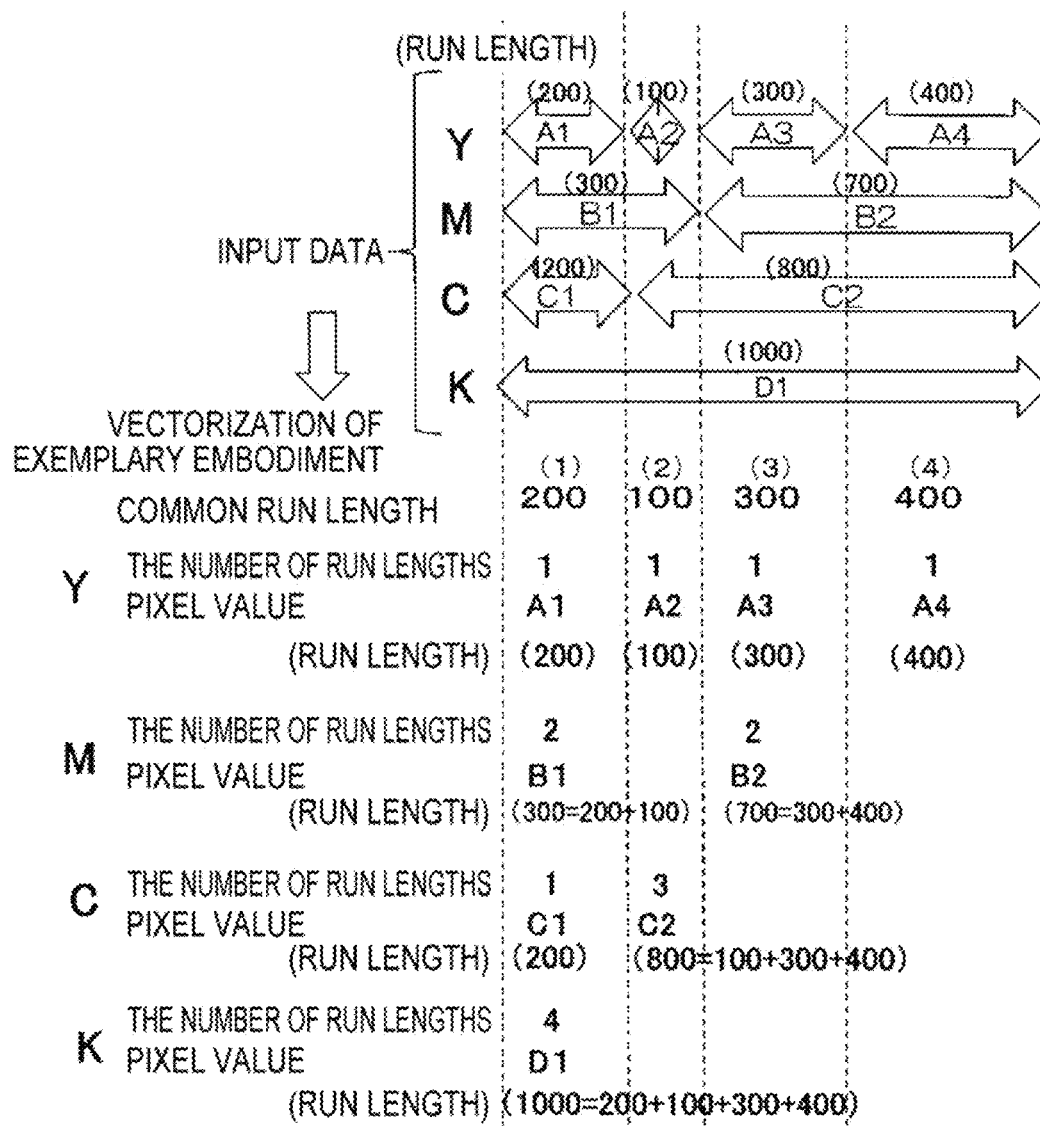 (RUN LENGTH)
(200) (100) (300) (400)
Y A1 A2 A3 A4
(300) (700)
M B1 B2
INPUT DATA
(200) (800)
C C1 C2
(1000)
K D1
VECTORIZATION OF
EXEMPLARY EMBODIMENT
(1) (2) (3) (4)
COMMON RUN LENGTH 200 100 300 400
Y THE NUMBER OF RUN LENGTHS 1 1 1 1
PIXEL VALUE A1 A2 A3 A4
(RUN LENGTH) (200) (100) (300) (400)
M THE NUMBER OF RUN LENGTHS 2 2
PIXEL VALUE B1 B2
(RUN LENGTH) (300=200+100) (700=300+400)
C THE NUMBER OF RUN LENGTHS 1 3
PIXEL VALUE C1 C2
(RUN LENGTH) (200) (800=100+300+400)
K THE NUMBER OF RUN LENGTHS 4
PIXEL VALUE D1
(RUN LENGTH) (1000=200+100+300+400)